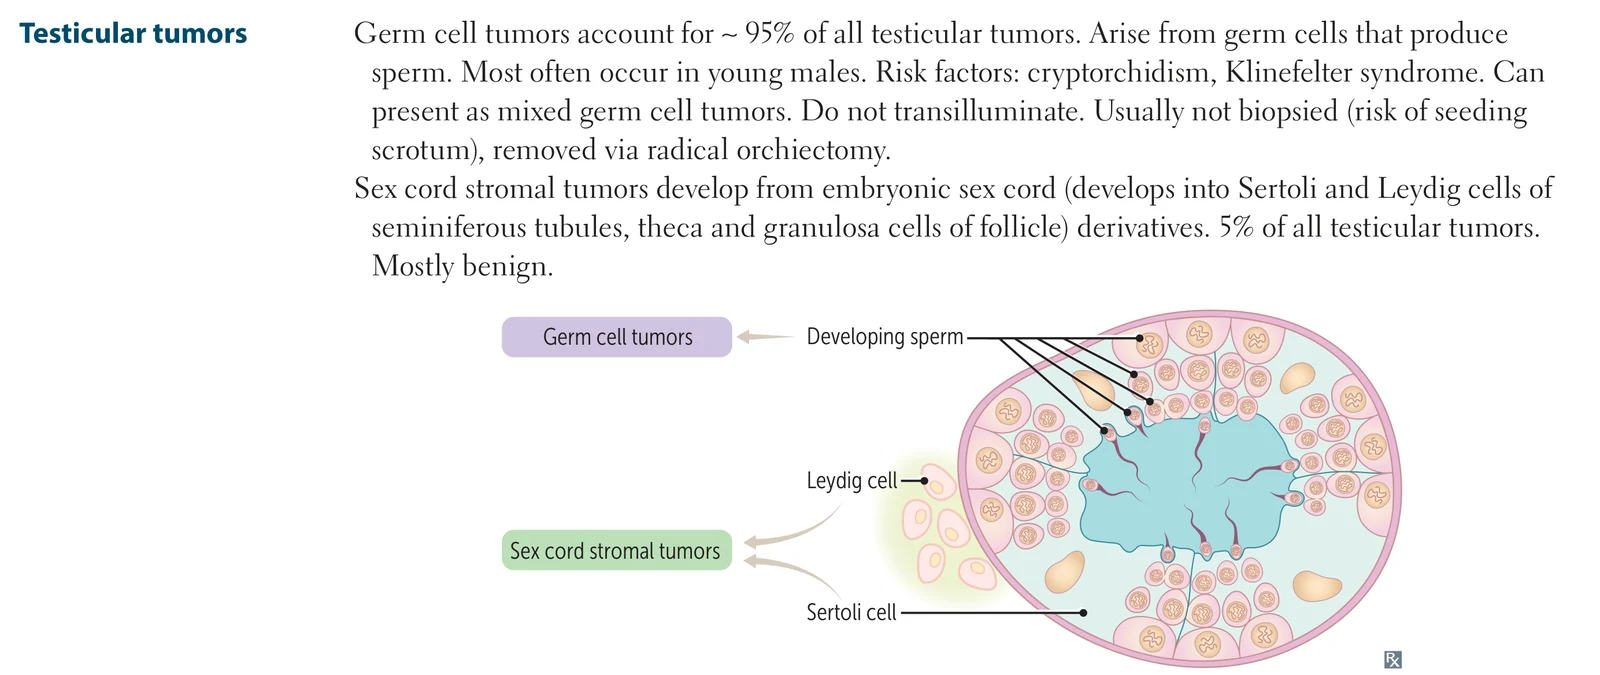 Testicular tumors
Germ cell tumors account for ~ 95% of all testicular tumors. Arise from germ cells that produce
sperm. Most often occur in young males. Risk factors: cryptorchidism, Klinefelter syndrome. Can
present as mixed germ cell tumors. Do not transilluminate. Usually not biopsied (risk of seeding
scrotum), removed via radical orchiectomy.
Sex cord stromal tumors develop from embryonic sex cord (develops into Sertoli and Leydig cells of
seminiferous tubules, theca and granulosa cells of follicle) derivatives. 5% of all testicular tumors.
Mostly benign.
Germ cell tumors
Developing sperm
Leydig cell
Sex cord stromal tumors
Sertoli cell
Rx